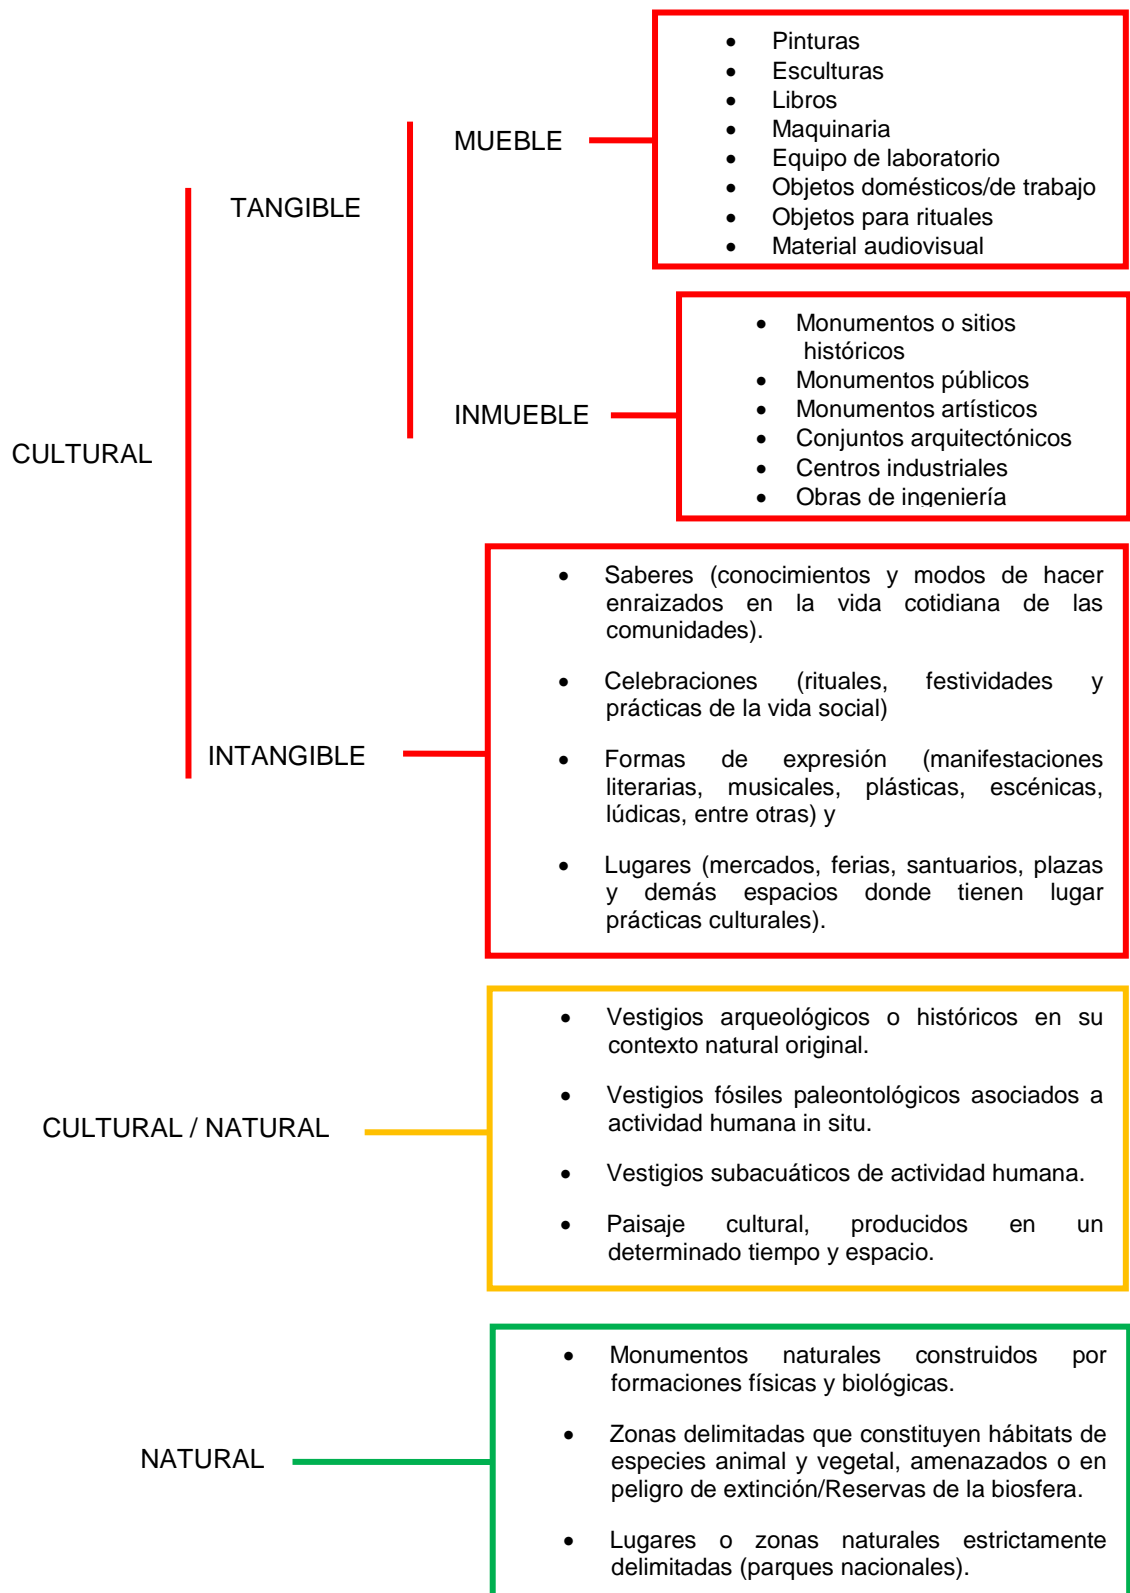 CULTURAL
TANGIBLE
MUEBLE
• Pinturas
• Esculturas
• Libros
• Maquinaria
• Equipo de laboratorio
• Objetos domésticos/de trabajo
• Objetos para rituales
• Material audiovisual
INMUEBLE
• Monumentos o sitios
históricos
• Monumentos públicos
• Monumentos artísticos
• Conjuntos arquitectónicos
• Centros industriales
• Obras de ingeniería
INTANGIBLE
• Saberes (conocimientos y modos de hacer
enraizados en la vida cotidiana de las
comunidades).
• Celebraciones (rituales, festividades y
prácticas de la vida social)
• Formas de expresión (manifestaciones
literarias, musicales, plásticas, escénicas,
lúdicas, entre otras) y
• Lugares (mercados, ferias, santuarios, plazas
y demás espacios donde tienen lugar
prácticas culturales).
CULTURAL / NATURAL
• Vestigios arqueológicos o históricos en su
contexto natural original.
• Vestigios fósiles paleontológicos asociados a
actividad humana in situ.
• Vestigios subacuáticos de actividad humana.
• Paisaje cultural, producidos en un
determinado tiempo y espacio.
NATURAL
• Monumentos naturales construidos por
formaciones físicas y biológicas.
• Zonas delimitadas que constituyen hábitats de
especies animal y vegetal, amenazados o en
peligro de extinción/Reservas de la biosfera.
• Lugares o zonas naturales estrictamente
delimitadas (parques nacionales).